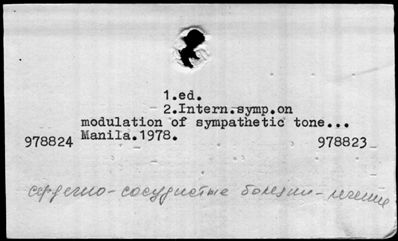 1.ed.
2.Intern.symp.on
modulation of sympathetic tone...
978824 Manila.1978. 978823
сердечно-сосудистые болезни-лечение